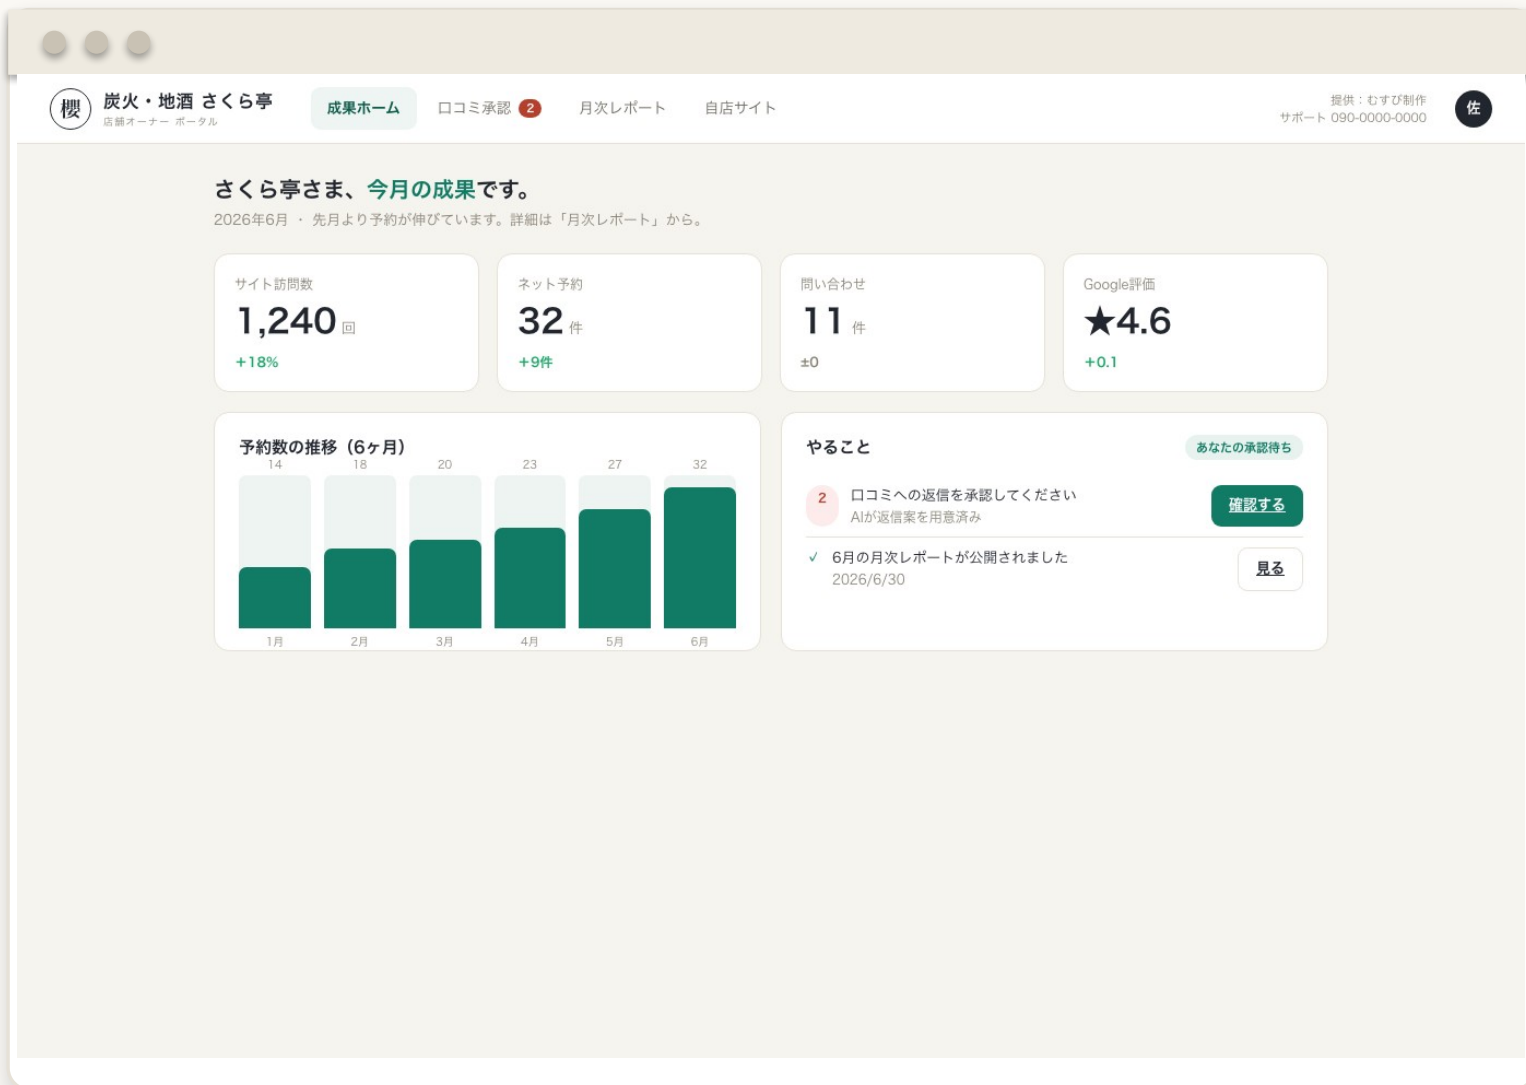 櫻
炭火・地酒 さくら亭
店舗オーナー ポータル
成果ホーム
口コミ承認 2
月次レポート
自店サイト
提供：むすび制作
サポート 090-0000-0000
佐
さくら亭さま、今月の成果です。
2026年6月 ・ 先月より予約が伸びています。詳細は「月次レポート」から。
サイト訪問数
1,240 回
+18%
ネット予約
32 件
+9件
問い合わせ
11 件
±0
Google評価
★4.6
+0.1
予約数の推移（6ヶ月）
14 18 20 23 27 32
1月 2月 3月 4月 5月 6月
やること
あなたの承認待ち
2
口コミへの返信を承認してください
AIが返信案を用意済み
確認する
✓ 6月の月次レポートが公開されました
2026/6/30
見る